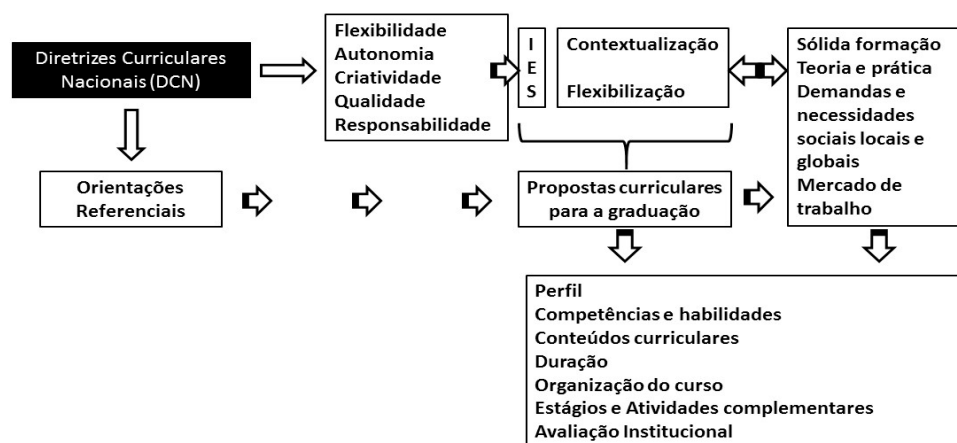 Diretrizes Curriculares
Nacionais (DCN)
Flexibilidade
Autonomia
Criatividade
Qualidade
Responsabilidade
I
E
S
Contextualização
Flexibilização
Sólida formação
Teoria e prática
Demandas e
necessidades
sociais locais e
globais
Mercado de
trabalho
Orientações
Referenciais
Propostas curriculares
para a graduação
Perfil
Competências e habilidades
Conteúdos curriculares
Duração
Organização do curso
Estágios e Atividades complementares
Avaliação Institucional